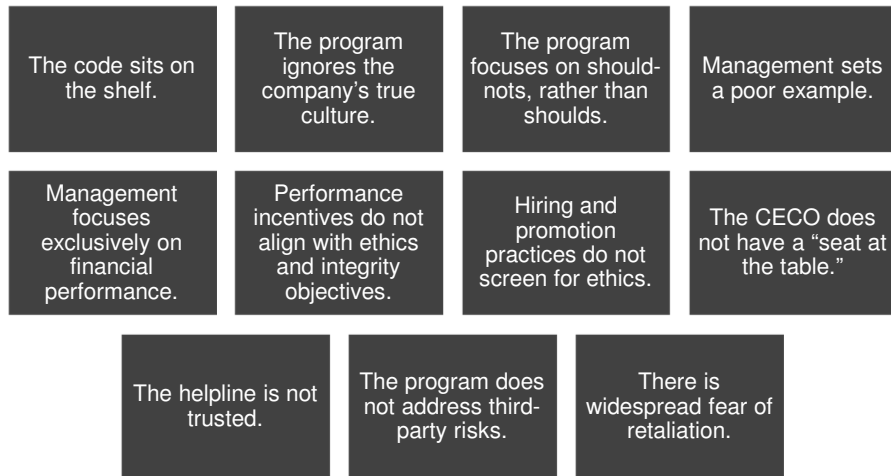 The code sits on
the shelf.
The program
ignores the
company's true
culture.
The program
focuses on should-
nots, rather than
shoulds.
Management sets
a poor example.
Management
focuses
exclusively on
financial
performance.
Performance
incentives do not
align with ethics
and integrity
objectives.
Hiring and
promotion
practices do not
screen for ethics.
The CECO does
not have a “seat at
the table.”
The helpline is not
trusted.
The program does
not address third-
party risks.
There is
widespread fear of
retaliation.